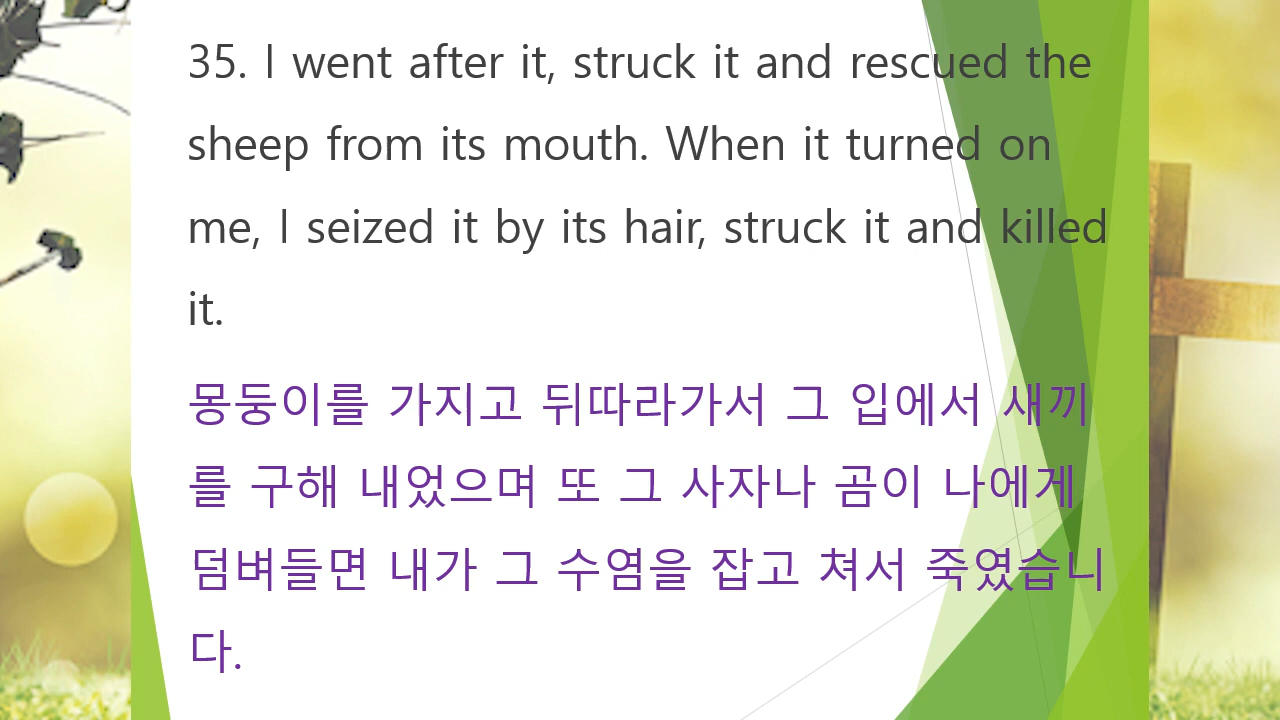 35. I went after it, struck it and rescued the
sheep from its mouth. When it turned on
me, I seized it by its hair, struck it and killed
it.
몽둥이를 가지고 뒤따라가서 그 입에서 새끼
를 구해 내었으며 또 그 사자나 곰이 나에게
덤벼들면 내가 그 수염을 잡고 쳐서 죽였습니
다.